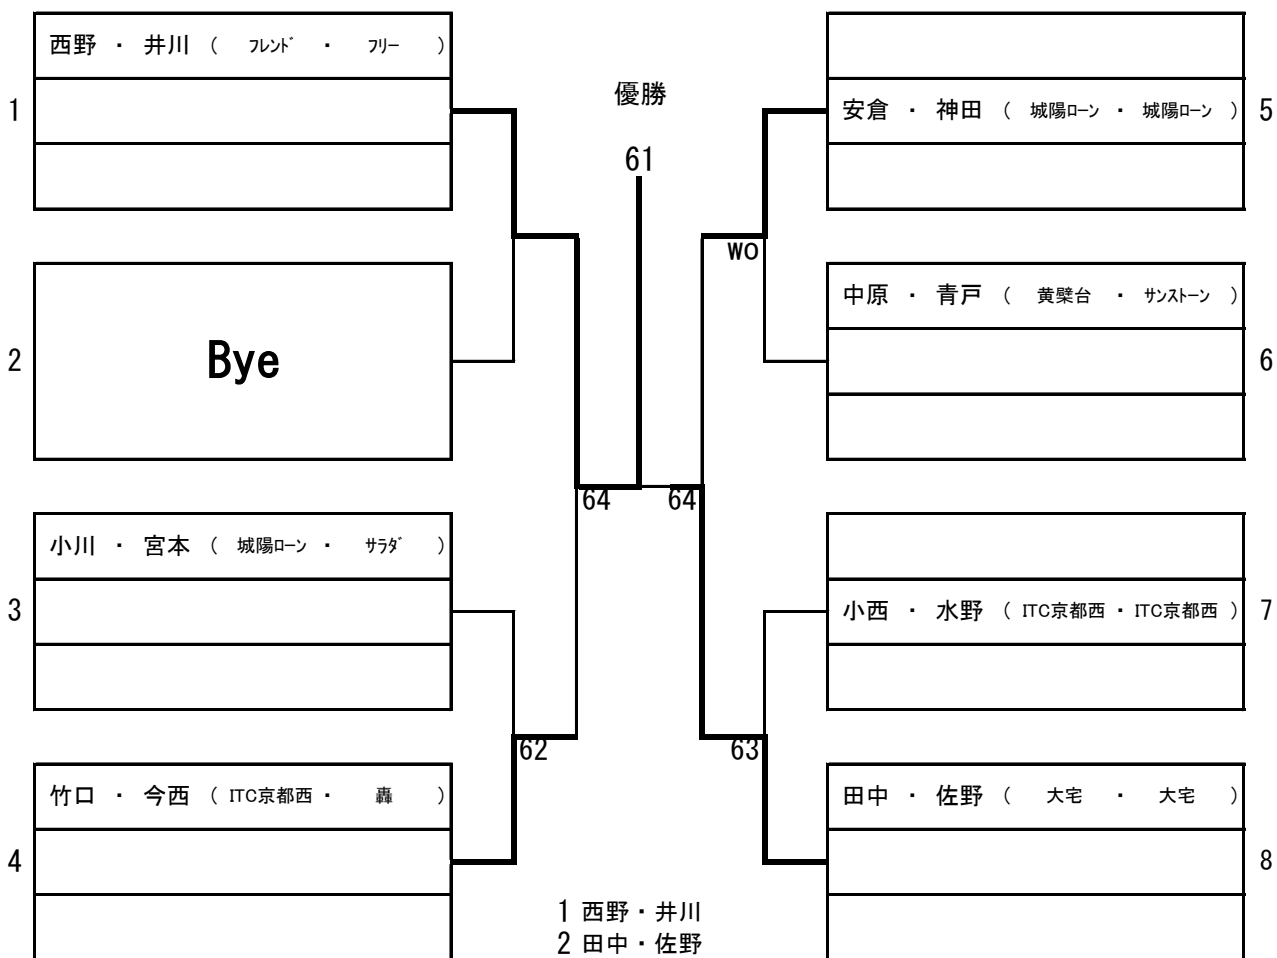 西野 ・ 井川 （ ﾌﾚﾝﾄﾞ ・ ﾌﾘｰ ）
1
2
Bye
小川 ・ 宮本 （ 城陽ﾛｰﾝ ・ ｻﾗﾀﾞ ）
3
竹口 ・ 今西 （ ITC京都西 ・ 轟 ）
4
優勝
61
64
64
62
WO
63
安倉 ・ 神田 （ 城陽ﾛｰﾝ ・ 城陽ﾛｰﾝ ）
5
中原 ・ 青戸 （ 黄檗台 ・ ｻﾝｽﾄｰﾝ ）
6
小西 ・ 水野 （ ITC京都西 ・ ITC京都西 ）
7
田中 ・ 佐野 （ 大宅 ・ 大宅 ）
8
1 西野・井川
2 田中・佐野